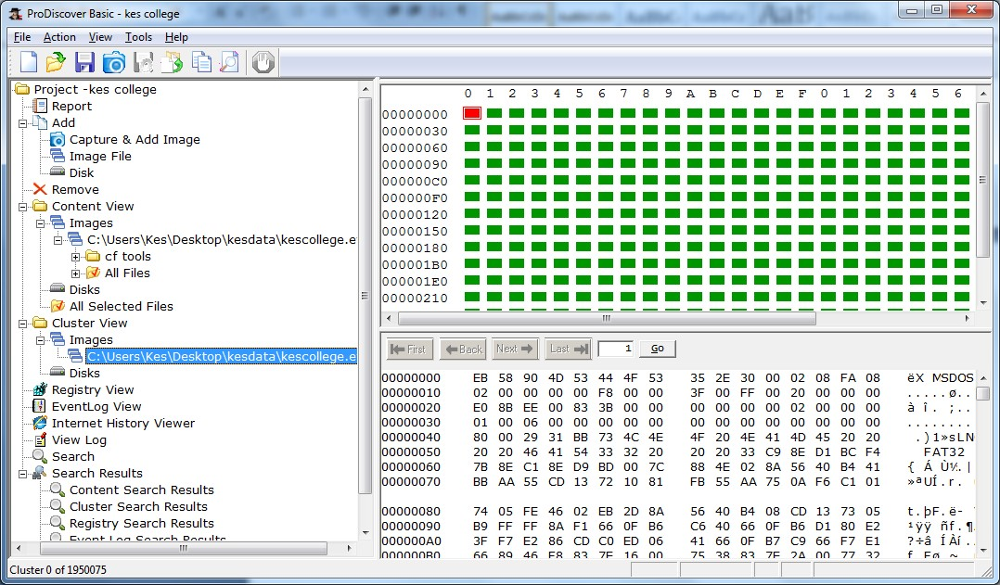 ProDiscover Basic - kes college
File Action View Tools Help
Project -kes college
Report
Add
Capture & Add Image
Image File
Disk
Remove
Content View
Images
C:\Users\Kes\Desktop\kesdata\kescollege.e
cf tools
All Files
Disks
All Selected Files
Cluster View
Images
C:\Users\Kes\Desktop\kesdata\kescollege.e
Disks
Registry View
EventLog View
Internet History Viewer
View Log
Search
Search Results
Content Search Results
Cluster Search Results
Registry Search Results
Event Log Search Results
0 1 2 3 4 5 6 7 8 9 A B C D E F 0 1 2 3 4 5 6
00000000
00000030
00000060
00000090
000000C0
000000F0
00000120
00000150
00000180
000001B0
000001E0
00000210
First Back Next Last 1 Go
00000000 EB 58 90 4D 53 44 4F 53 35 2E 30 00 02 08 FA 08 ëX MSDOS
00000010 02 00 00 00 00 F8 00 00 3F 00 FF 00 20 00 00 00 .....ø..
00000020 E0 8B EE 00 83 3B 00 00 00 00 00 00 02 00 00 00 à î. ;..
00000030 01 00 06 00 00 00 00 00 00 00 00 00 00 00 00 00 ........
00000040 80 00 29 31 BB 73 4C 4E 4F 20 4E 41 4D 45 20 20 .)1»sLN
00000050 20 20 46 41 54 33 32 20 20 20 33 C9 8E D1 BC F4 FAT32
00000060 7B 8E C1 8E D9 BD 00 7C 88 4E 02 8A 56 40 B4 41 { Á Ù½.|
00000070 BB AA 55 CD 13 72 10 81 FB 55 AA 75 0A F6 C1 01 »ªUÍ.r.
00000080 74 05 FE 46 02 EB 2D 8A 56 40 B4 08 CD 13 73 05 t.þF.ë-
00000090 B9 FF FF 8A F1 66 0F B6 C6 40 66 0F B6 D1 80 E2 ¹ÿÿ ñf.¶
000000A0 3F F7 E2 86 CD C0 ED 06 41 66 0F B7 C9 66 F7 E1 ?÷â ÍÀí.
000000B0 66 89 46 F8 83 7E 16 00 75 38 83 7E 2A 00 77 32 f Fø ~..
Cluster 0 of 1950075